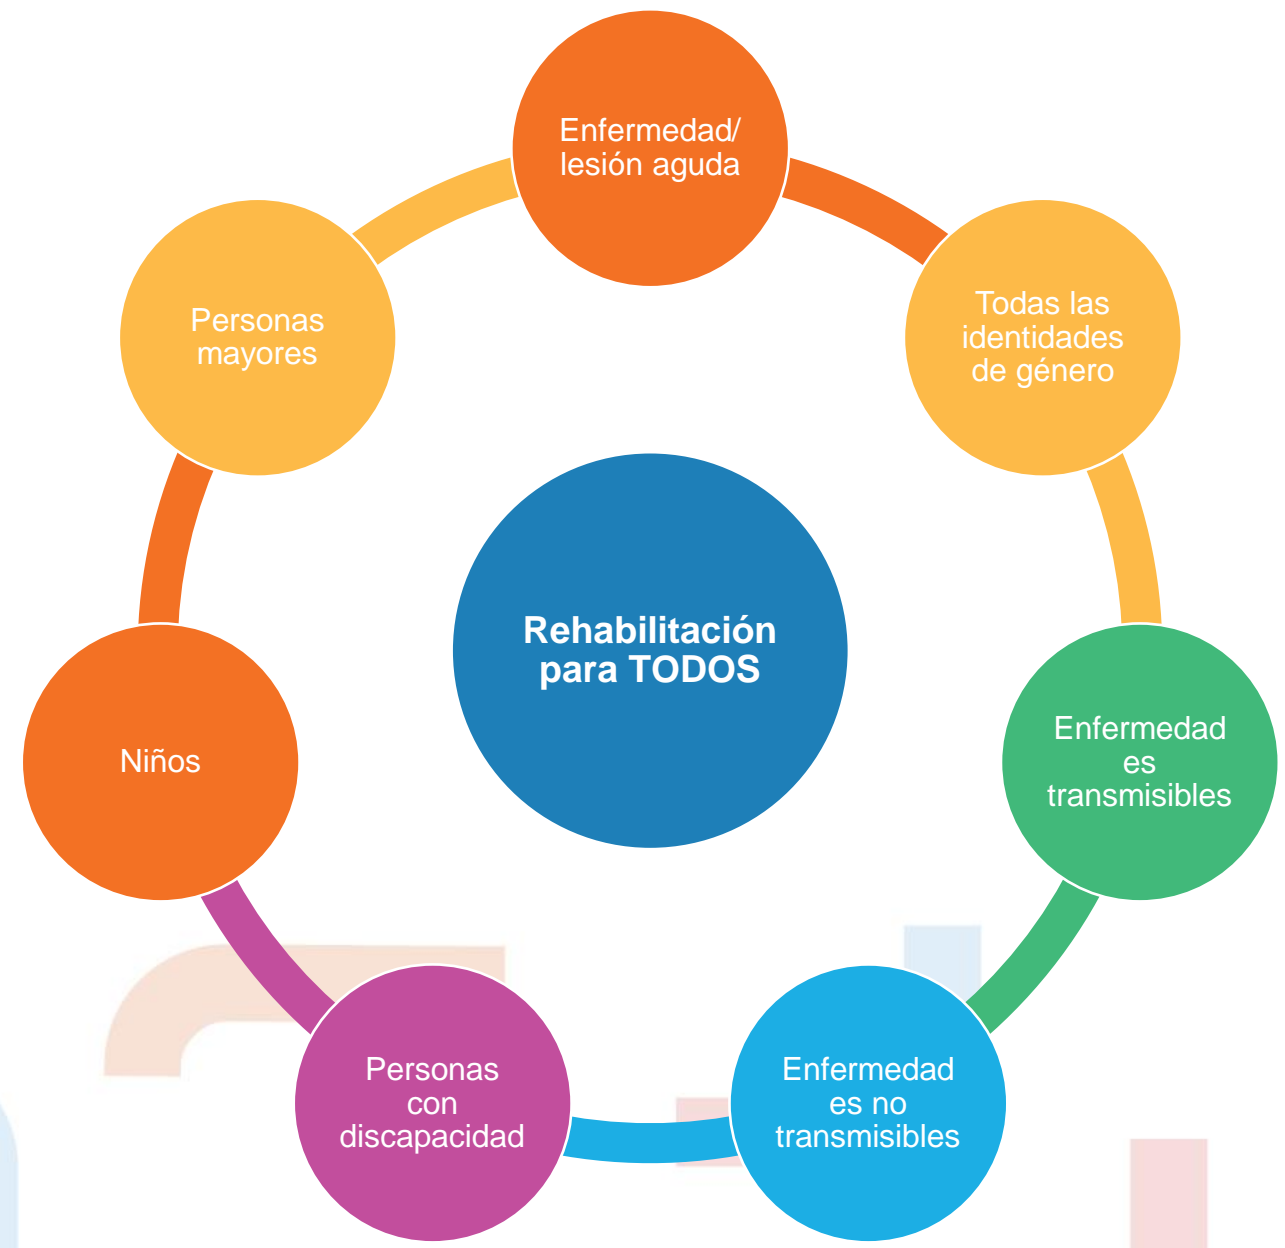 Enfermedad/
lesión aguda
Todas las
identidades
de género
Enfermedad
es
transmisibles
Enfermedad
es no
transmisibles
Personas
con
discapacidad
Niños
Personas
mayores
Rehabilitación
para TODOS